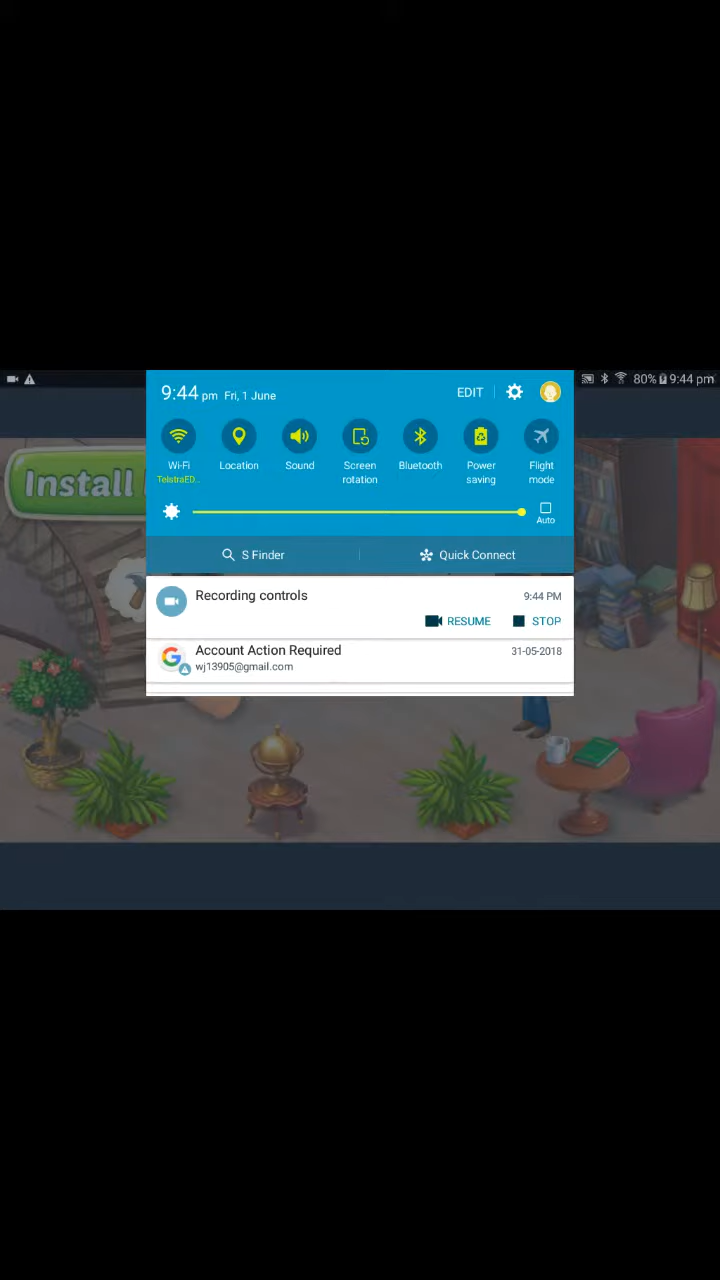 80% 9:44 pm
9:44 pm Fri, 1 June EDIT
Wi-Fi Location Sound Screen rotation Bluetooth Power saving Flight mode
TelstraED..
Auto
S Finder Quick Connect
Install
Recording controls 9:44 PM
RESUME STOP
Account Action Required 31-05-2018
wj13905@gmail.com